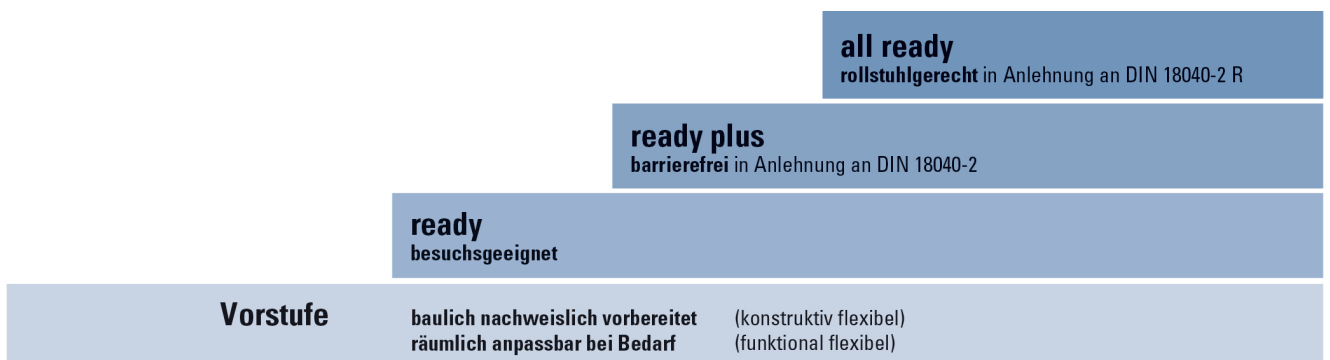 all ready
rollstuhlgerecht in Anlehnung an DIN 18040-2 R
ready plus
barrierefrei in Anlehnung an DIN 18040-2
ready
besuchsgeeignet
Vorstufe baulich nachweislich vorbereitet (konstruktiv flexibel)
räumlich anpassbar bei Bedarf (funktional flexibel)